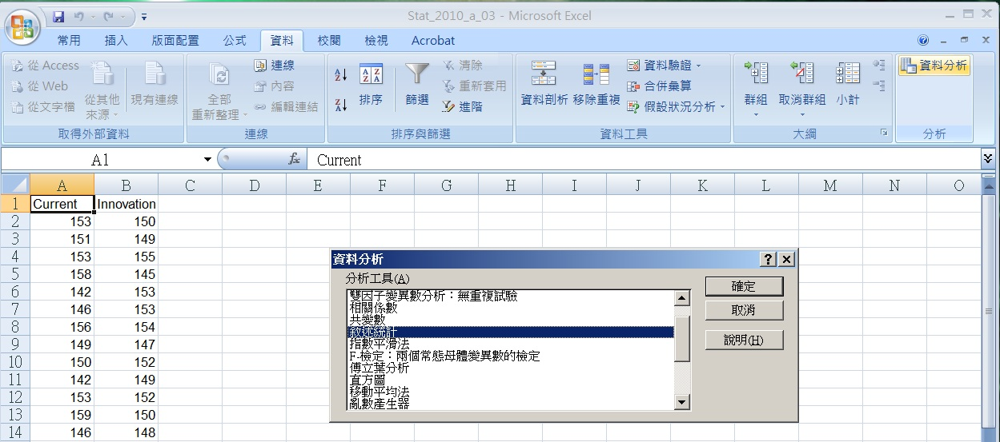 Stat_2010_a_03 - Microsoft Excel
常用 插入 版面配置 公式 資料 校閱 檢視 Acrobat
從 Access
從 Web
從文字檔
從其他
來源
現有連線
取得外部資料
全部
重新整理
連線
內容
編輯連結
連線
排序
篩選
清除
重新套用
進階
排序與篩選
資料剖析
移除重複
資料驗證
合併彙算
假設狀況分析
資料工具
群組
取消群組
小計
大綱
資料分析
分析
A1 fx Current
A B C D E F G H I J K L M N O
1 Current Innovation
2 153 150
3 151 149
4 153 155
5 158 145
6 142 153
7 146 153
8 156 154
9 149 147
10 150 152
11 142 149
12 153 152
13 159 150
14 146 148
資料分析
分析工具(A)
雙因子變異數分析：無重複試驗
相關係數
共變數
敘述統計
指數平滑法
F-檢定：兩個常態母體變異數的檢定
傅立葉分析
直方圖
移動平均法
亂數產生器
確定
取消
說明(H)